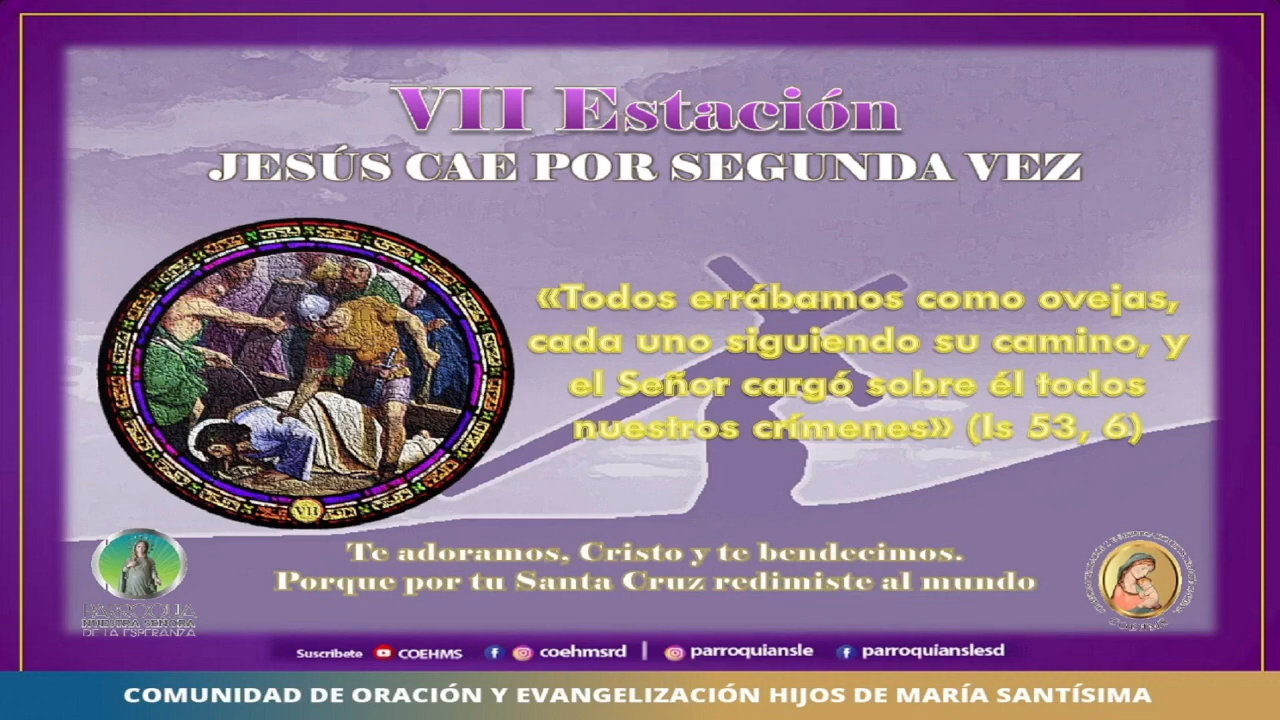 VII Estación
JESÚS CAE POR SEGUNDA VEZ
«Todos errábamos como ovejas,
cada uno siguiendo su camino, y
el Señor cargó sobre él todos
nuestros crímenes» (Is 53, 6)
VII
Te adoramos, Cristo y te bendecimos.
Porque por tu Santa Cruz redimiste al mundo
PARROQUIA
NUESTRA SEÑORA
DE LA ESPERANZA
COEHMS
Suscribete COEHMS coehmsrd | parroquiansle parroquianslesd
COMUNIDAD DE ORACIÓN Y EVANGELIZACIÓN HIJOS DE MARÍA SANTÍSIMA